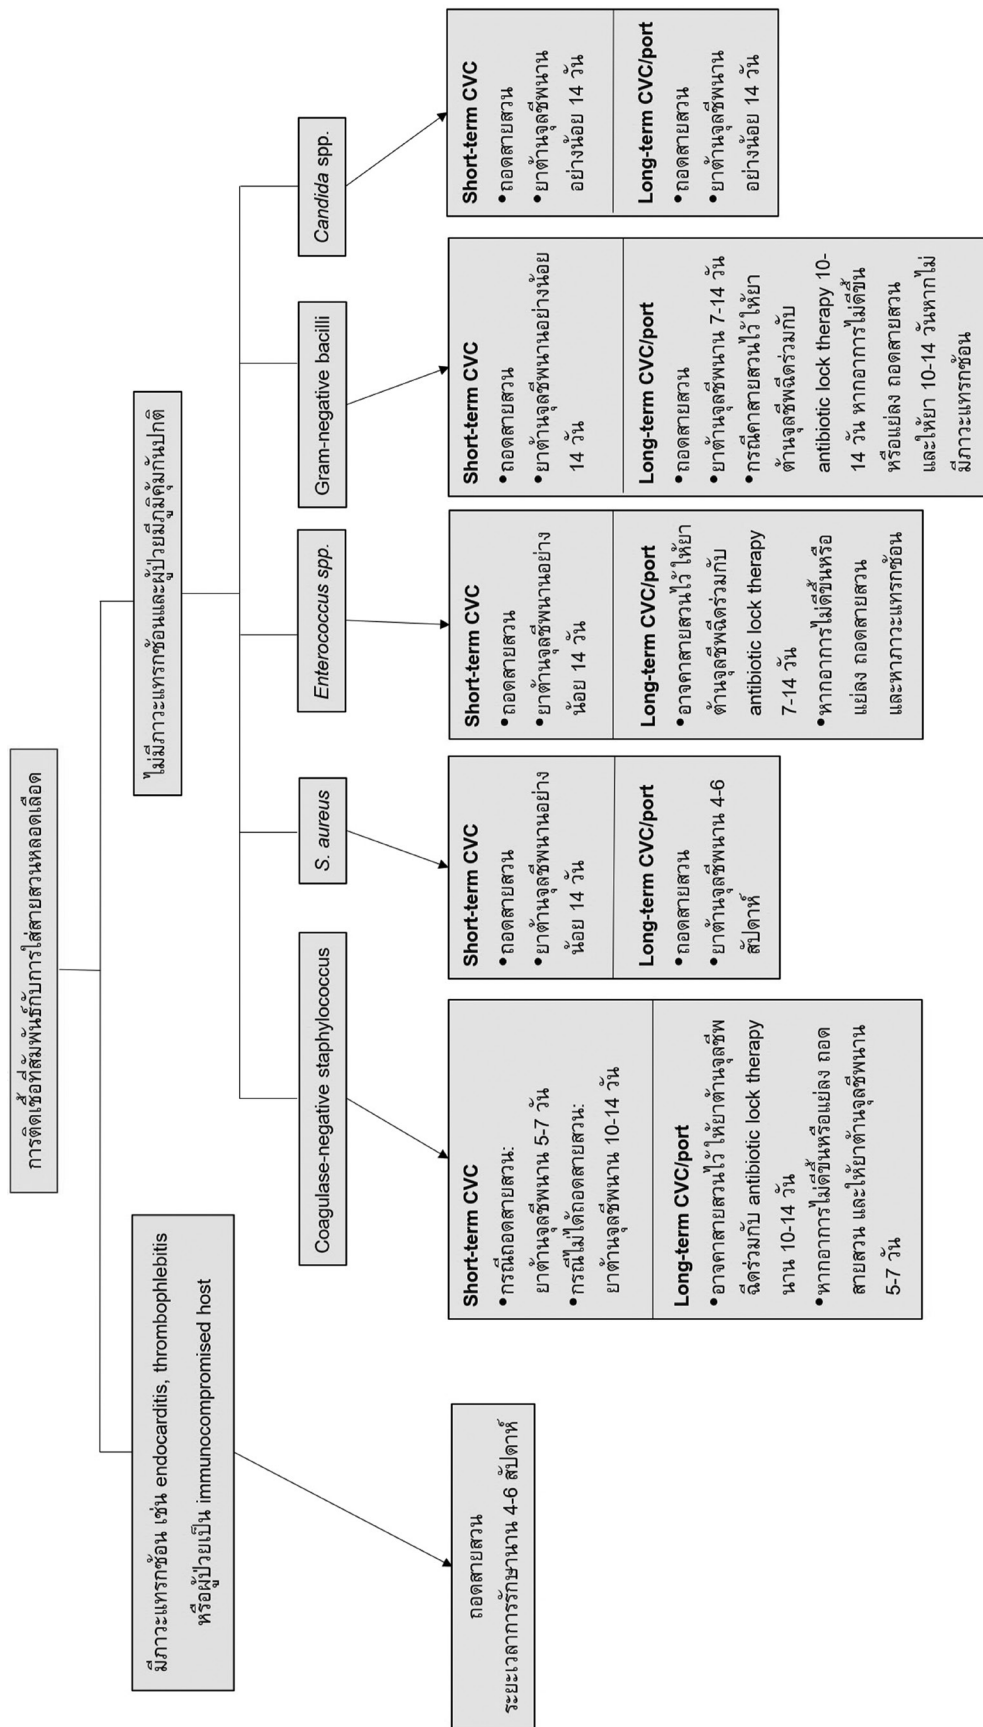 การติดเชื้อที่สัมพันธ์กับการใส่สายสวนหลอดเลือด
มีภาวะแทรกซ้อน เช่น endocarditis, thrombophlebitis
หรือผู้ป่วยเป็น immunocompromised host
ไม่มีภาวะแทรกซ้อนและผู้ป่วยมีภูมิคุ้มกันปกติ
ถอดสายสวน
ระยะเวลาการรักษานาน 4-6 สัปดาห์
Coagulase-negative staphylococcus
Short-term CVC
•กรณีถอดสายสวน:
ยาต้านจุลชีพนาน 5-7 วัน
•กรณีไม่ได้ถอดสายสวน:
ยาต้านจุลชีพนาน 10-14 วัน
Long-term CVC/port
•อาจคาสายสวนไว้ ให้ยาต้านจุลชีพ
ฉีดร่วมกับ antibiotic lock therapy
นาน 10-14 วัน
•หากอาการไม่ดีขึ้นหรือแย่ลง ถอด
สายสวน และให้ยาต้านจุลชีพนาน
5-7 วัน
S. aureus
Short-term CVC
•ถอดสายสวน
•ยาต้านจุลชีพนานอย่าง
น้อย 14 วัน
Long-term CVC/port
•ถอดสายสวน
•ยาต้านจุลชีพนาน 4-6
สัปดาห์
Enterococcus spp.
Short-term CVC
•ถอดสายสวน
•ยาต้านจุลชีพนานอย่าง
น้อย 14 วัน
Long-term CVC/port
•อาจคาสายสวนไว้ ให้ยา
ต้านจุลชีพฉีดร่วมกับ
antibiotic lock therapy
7-14 วัน
•หากอาการไม่ดีขึ้นหรือ
แย่ลง ถอดสายสวน
และหาภาวะแทรกซ้อน
Gram-negative bacilli
Short-term CVC
•ถอดสายสวน
•ยาต้านจุลชีพนานอย่างน้อย
14 วัน
Long-term CVC/port
•ถอดสายสวน
•ยาต้านจุลชีพนาน 7-14 วัน
•กรณีคาสายสวนไว้ ให้ยา
ต้านจุลชีพฉีดร่วมกับ
antibiotic lock therapy 10-
14 วัน หากอาการไม่ดีขึ้น
หรือแย่ลง ถอดสายสวน
และให้ยา 10-14 วันหากไม่
มีภาวะแทรกซ้อน
Candida spp.
Short-term CVC
•ถอดสายสวน
•ยาต้านจุลชีพนาน
อย่างน้อย 14 วัน
Long-term CVC/port
•ถอดสายสวน
•ยาต้านจุลชีพนาน
อย่างน้อย 14 วัน